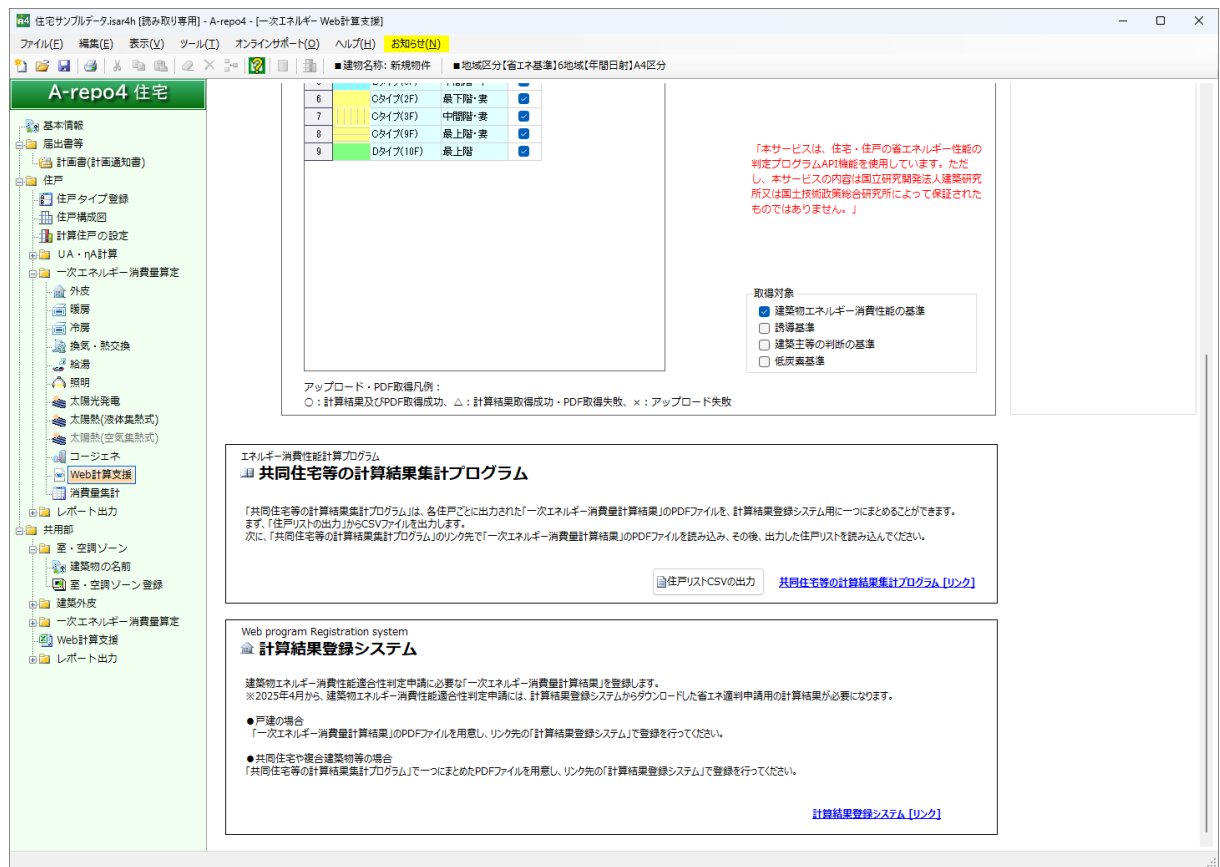 住宅サンプルデータ.isar4h [読み取り専用] - A-repo4 - [一次エネルギー Web計算支援]
ファイル(F) 編集(E) 表示(V) ツール(T) オンラインサポート(O) ヘルプ(H) お知らせ(N)
■建物名称: 新規物件 ■地域区分【省エネ基準】6地域【年間日射】A4区分
A-repo4 住宅
基本情報
届出書等
計画書(計画通知書)
住戸
住戸タイプ登録
住戸構成図
計算住戸の設定
UA・ηA計算
一次エネルギー消費量算定
外皮
暖房
冷房
換気・熱交換
給湯
照明
太陽光発電
太陽熱(液体集熱式)
太陽熱(空気集熱式)
コージェネ
Web計算支援
消費量集計
レポート出力
共用部
室・空調ゾーン
建築物の名前
室・空調ゾーン登録
建築外皮
一次エネルギー消費量算定
Web計算支援
レポート出力
6 Cタイプ(2F) 最下階・妻
7 Cタイプ(3F) 中間階・妻
8 Cタイプ(9F) 最上階・妻
9 Dタイプ(10F) 最上階
「本サービスは、住宅・住戸の省エネルギー性能の
判定プログラムAPI機能を使用しています。ただ
し、本サービスの内容は国立研究開発法人建築研究
所又は国土技術政策総合研究所によって保証された
ものではありません。」
取得対象
建築物エネルギー消費性能の基準
誘導基準
建築主等の判断の基準
低炭素基準
アップロード・PDF取得凡例：
○：計算結果及びPDF取得成功、△：計算結果取得成功・PDF取得失敗、×：アップロード失敗
エネルギー消費性能計算プログラム
共同住宅等の計算結果集計プログラム
「共同住宅等の計算結果集計プログラム」は、各住戸ごとに出力された「一次エネルギー消費量計算結果」のPDFファイルを、計算結果登録システム用に一つにまとめることができます。
まず、「住戸リストの出力」からCSVファイルを出力します。
次に、「共同住宅等の計算結果集計プログラム」のリンク先で「一次エネルギー消費量計算結果」のPDFファイルを読み込み、その後、出力した住戸リストを読み込んでください。
住戸リストCSVの出力 共同住宅等の計算結果集計プログラム [リンク]
Web program Registration system
計算結果登録システム
建築物エネルギー消費性能適合性判定申請に必要な「一次エネルギー消費量計算結果」を登録します。
※2025年4月から、建築物エネルギー消費性能適合性判定申請には、計算結果登録システムからダウンロードした省エネ適判申請用の計算結果が必要になります。
●戸建の場合
「一次エネルギー消費量計算結果」のPDFファイルを用意し、リンク先の「計算結果登録システム」で登録を行ってください。
●共同住宅や複合建築物等の場合
「共同住宅等の計算結果集計プログラム」で一つにまとめたPDFファイルを用意し、リンク先の「計算結果登録システム」で登録を行ってください。
計算結果登録システム [リンク]